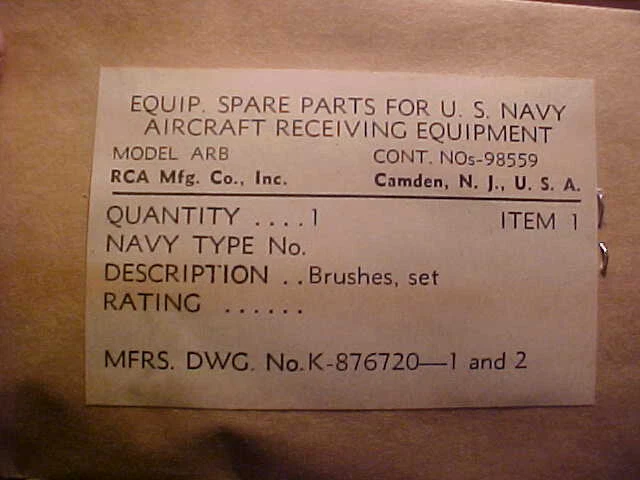 EQUIP. SPARE PARTS FOR U. S. NAVY
AIRCRAFT RECEIVING EQUIPMENT
MODEL ARB CONT. NOs-98559
RCA Mfg. Co., Inc. Camden, N. J., U. S. A.
QUANTITY ....1 ITEM 1
NAVY TYPE No.
DESCRIPTION ..Brushes, set
RATING ......
MFRS. DWG. No. K-876720—1 and 2